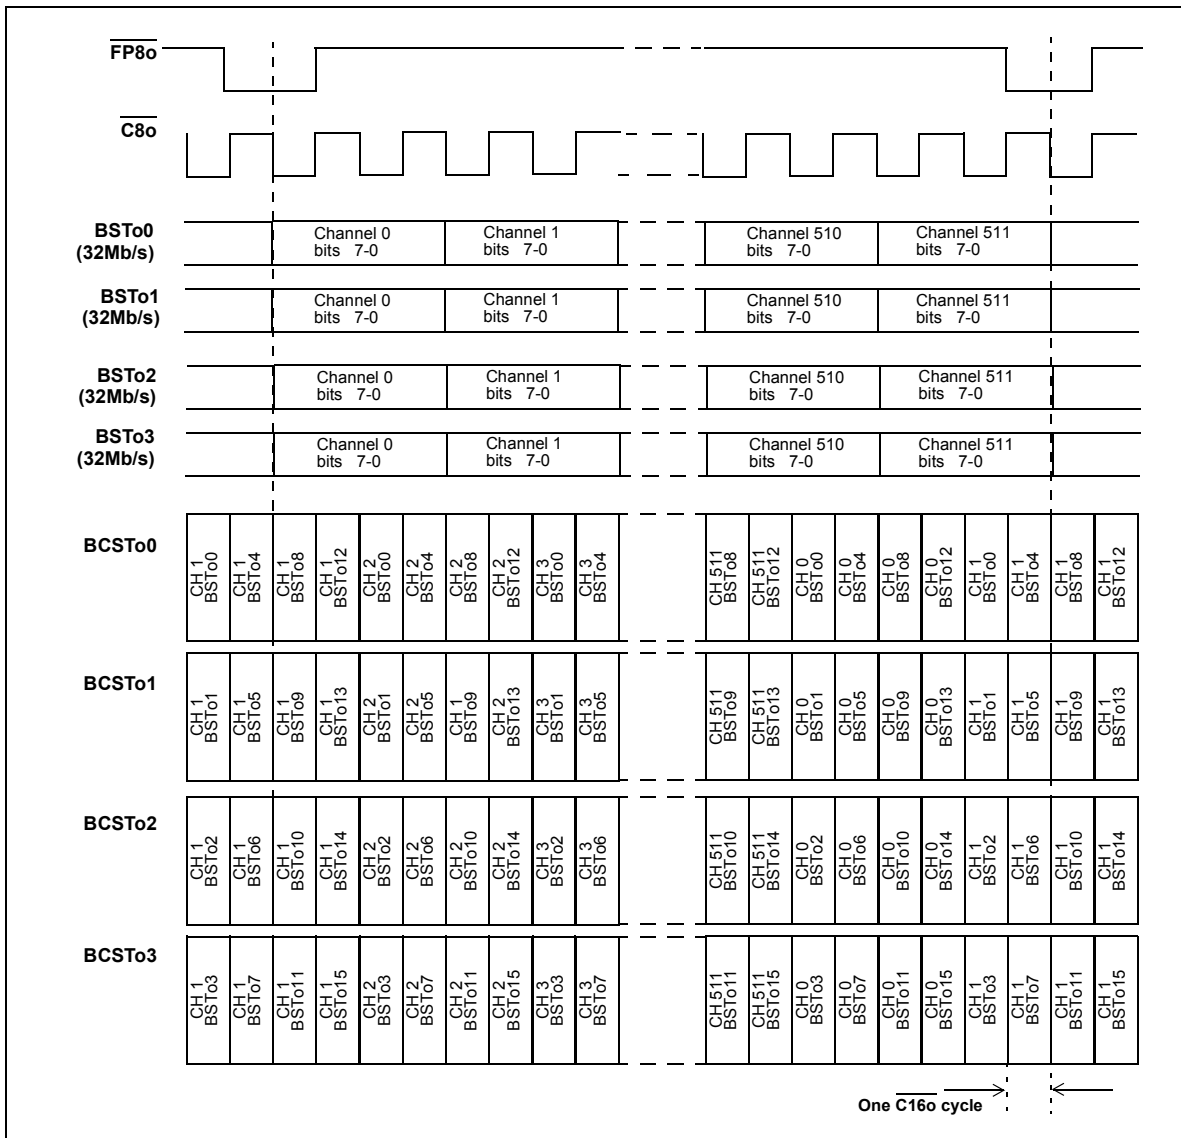 FP8o
C8o
BSTo0
(32Mb/s)
Channel 0
bits 7-0
Channel 1
bits 7-0
Channel 510
bits 7-0
Channel 511
bits 7-0
BSTo1
(32Mb/s)
Channel 0
bits 7-0
Channel 1
bits 7-0
Channel 510
bits 7-0
Channel 511
bits 7-0
BSTo2
(32Mb/s)
Channel 0
bits 7-0
Channel 1
bits 7-0
Channel 510
bits 7-0
Channel 511
bits 7-0
BSTo3
(32Mb/s)
Channel 0
bits 7-0
Channel 1
bits 7-0
Channel 510
bits 7-0
Channel 511
bits 7-0
BCSTo0
CH 1
BSTo0
CH 1
BSTo4
CH 1
BSTo8
CH 1
BSTo12
CH 2
BSTo0
CH 2
BSTo4
CH 2
BSTo8
CH 2
BSTo12
CH 3
BSTo0
CH 3
BSTo4
CH 511
BSTo8
CH 511
BSTo12
CH 0
BSTo0
CH 0
BSTo4
CH 0
BSTo8
CH 0
BSTo12
CH 1
BSTo0
CH 1
BSTo4
CH 1
BSTo8
CH 1
BSTo12
BCSTo1
CH 1
BSTo1
CH 1
BSTo5
CH 1
BSTo9
CH 1
BSTo13
CH 2
BSTo1
CH 2
BSTo5
CH 1
BSTo9
CH 2
BSTo13
CH 3
BSTo1
CH 3
BSTo5
CH 511
BSTo9
CH 511
BSTo13
CH 0
BSTo1
CH 0
BSTo5
CH 0
BSTo9
CH 0
BSTo13
CH 1
BSTo1
CH 1
BSTo5
CH 1
BSTo9
CH 1
BSTo13
BCSTo2
CH 1
BSTo2
CH 1
BSTo6
CH 1
BSTo10
CH 1
BSTo14
CH 2
BSTo2
CH 2
BSTo6
CH 2
BSTo10
CH 2
BSTo14
CH 3
BSTo2
CH 3
BSTo6
CH 511
BSTo10
CH 511
BSTo14
CH 0
BSTo2
CH 0
BSTo6
CH 0
BSTo10
CH 0
BSTo14
CH 1
BSTo2
CH 1
BSTo6
CH 1
BSTo10
CH 1
BSTo14
BCSTo3
CH 1
BSTo3
CH 1
BSTo7
CH 1
BSTo11
CH 1
BSTo15
CH 2
BSTo3
CH 2
BSTo7
CH 2
BSTo11
CH 2
BSTo15
CH 3
BSTo3
CH 3
BSTo7
CH 511
BSTo11
CH 511
BSTo15
CH 0
BSTo3
CH 0
BSTo7
CH 0
BSTo11
CH 0
BSTo15
CH 1
BSTo3
CH 1
BSTo7
CH 1
BSTo11
CH 1
BSTo15
One C16o cycle